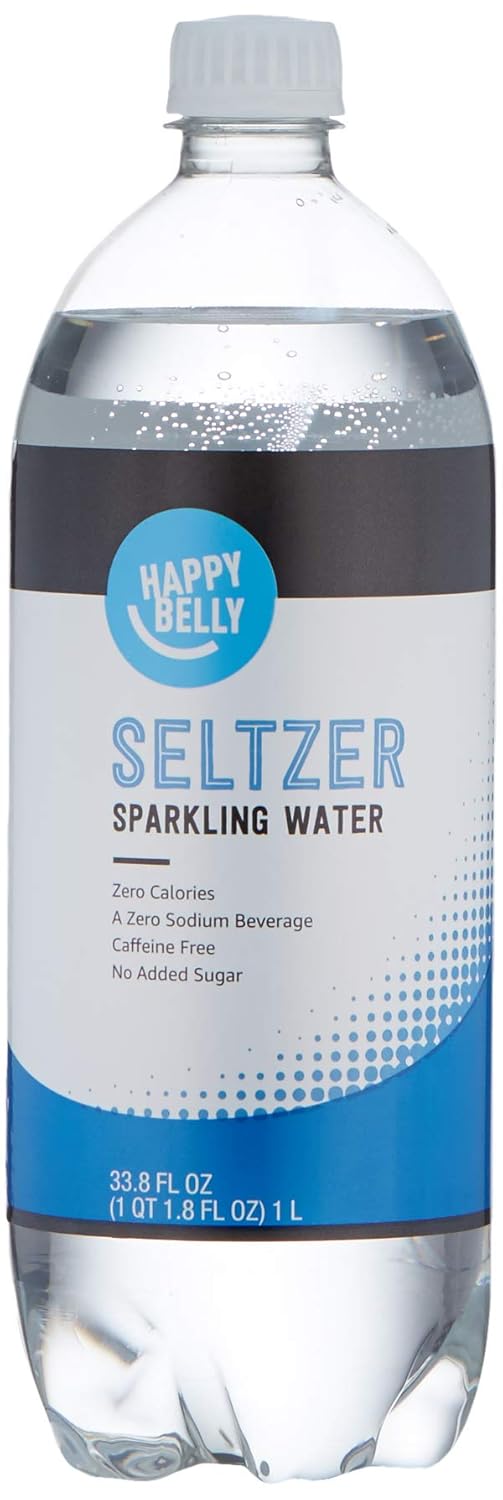 HAPPY
BELLY
SELTZER
SPARKLING WATER
Zero Calories
A Zero Sodium Beverage
Caffeine Free
No Added Sugar
33.8 FL OZ
(1 QT 1.8 FL OZ) 1 L